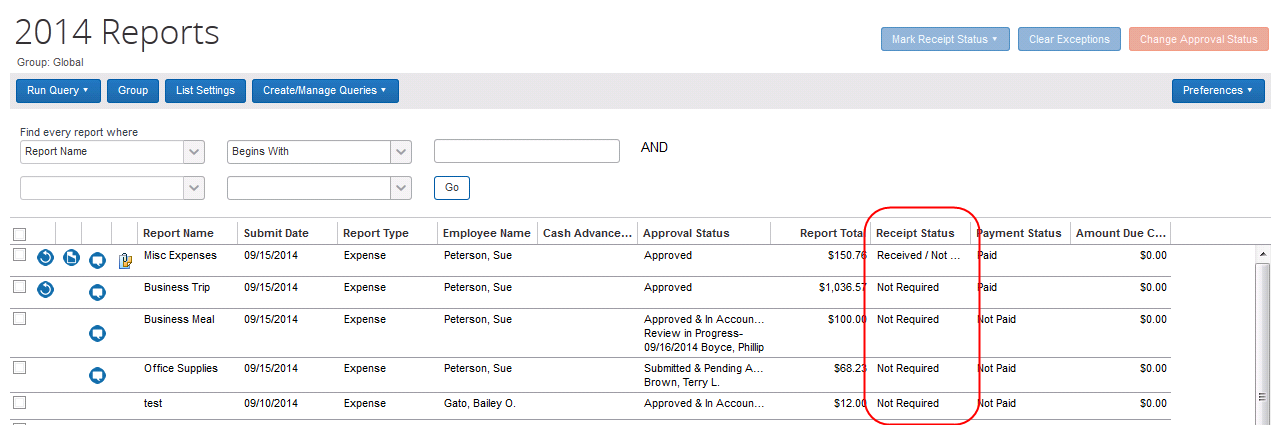 2014 Reports
Mark Receipt Status
Clear Exceptions
Change Approval Status
Group: Global
Run Query
Group
List Settings
Create/Manage Queries
Preferences
Find every report where
Report Name
Begins With
AND
Go
Report Name Submit Date Report Type Employee Name Cash Advance... Approval Status Report Total Receipt Status Payment Status Amount Due C...
Misc Expenses 09/15/2014 Expense Peterson, Sue Approved $150.76 Received / Not ... Paid $0.00
Business Trip 09/15/2014 Expense Peterson, Sue Approved $1,036.57 Not Required Paid $0.00
Business Meal 09/15/2014 Expense Peterson, Sue Approved & In Accoun... $100.00 Not Required Not Paid $0.00
Review in Progress-
09/16/2014 Boyce, Phillip
Office Supplies 09/15/2014 Expense Peterson, Sue Submitted & Pending A... $68.23 Not Required Not Paid $0.00
Brown, Terry L.
test 09/10/2014 Expense Gato, Bailey O. Approved & In Accoun... $12.00 Not Required Not Paid $0.00